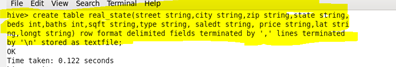 File Edit View Search Terminal Help
hive> create table real_state(street string,city string,zip string,state string,
beds int,baths int,sqft string,type string, saledt string, price string,lat stri
ng,longt string) row format delimited fields terminated by ',' lines terminated
by '\n' stored as textfile;
OK
Time taken: 0.122 seconds